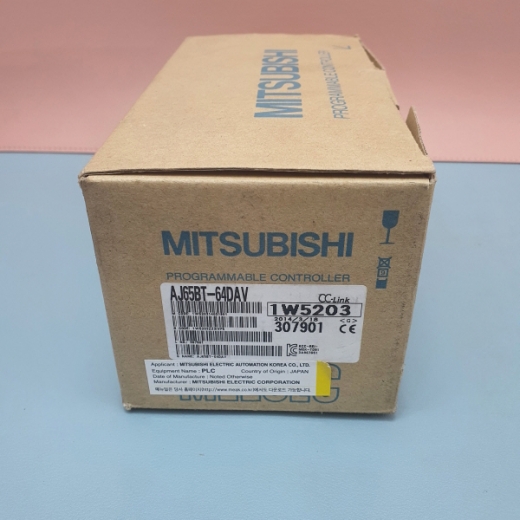 MITSUBISHI
PROGRAMMABLE CONTROLLER
MITSUBISHI
PROGRAMMABLE CONTROLLER
AJ65BT-64DAV
CC-Link
1W5203
2014/5/18 <G>
307901 CE
Applicant : MITSUBISHI ELECTRIC AUTOMATION KOREA CO., LTD.
Equipment Name : PLC Country of Origin : JAPAN
Date of Manufacture : Noted Otherwise
Manufacturer : MITSUBISHI ELECTRIC CORPORATION